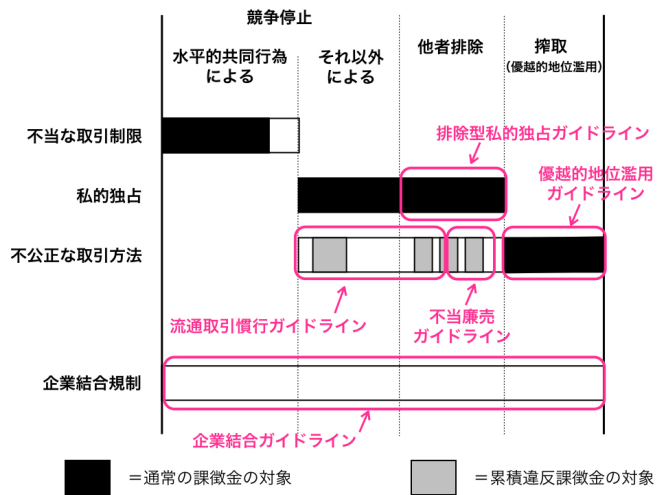 競争停止
水平的共同行為
による
それ以外
による
他者排除
搾取
(優越的地位濫用)
不当な取引制限
排除型私的独占ガイドライン
私的独占
優越的地位濫用
ガイドライン
不公正な取引方法
流通取引慣行ガイドライン
不当廉売
ガイドライン
企業結合規制
企業結合ガイドライン
＝通常の課徴金の対象
＝累積違反課徴金の対象